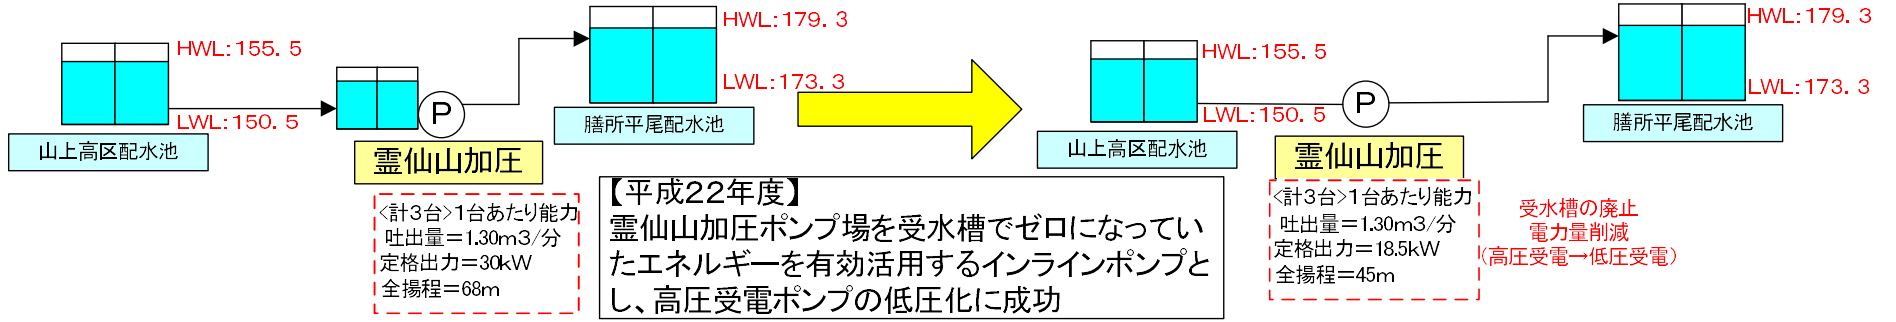 HWL:155.5
LWL:150.5
山上高区配水池
P
霊仙山加圧
<計3台>1台あたり能力
吐出量=1.30m3/分
定格出力=30kW
全揚程=68m
HWL:179.3
LWL:173.3
膳所平尾配水池
【平成22年度】
霊仙山加圧ポンプ場を受水槽でゼロになってい
たエネルギーを有効活用するインラインポンプと
し、高圧受電ポンプの低圧化に成功
HWL:155.5
LWL:150.5
山上高区配水池
P
霊仙山加圧
<計3台>1台あたり能力
吐出量=1.30m3/分
定格出力=18.5kW
全揚程=45m
HWL:179.3
LWL:173.3
膳所平尾配水池
受水槽の廃止
電力量削減
(高圧受電→低圧受電)